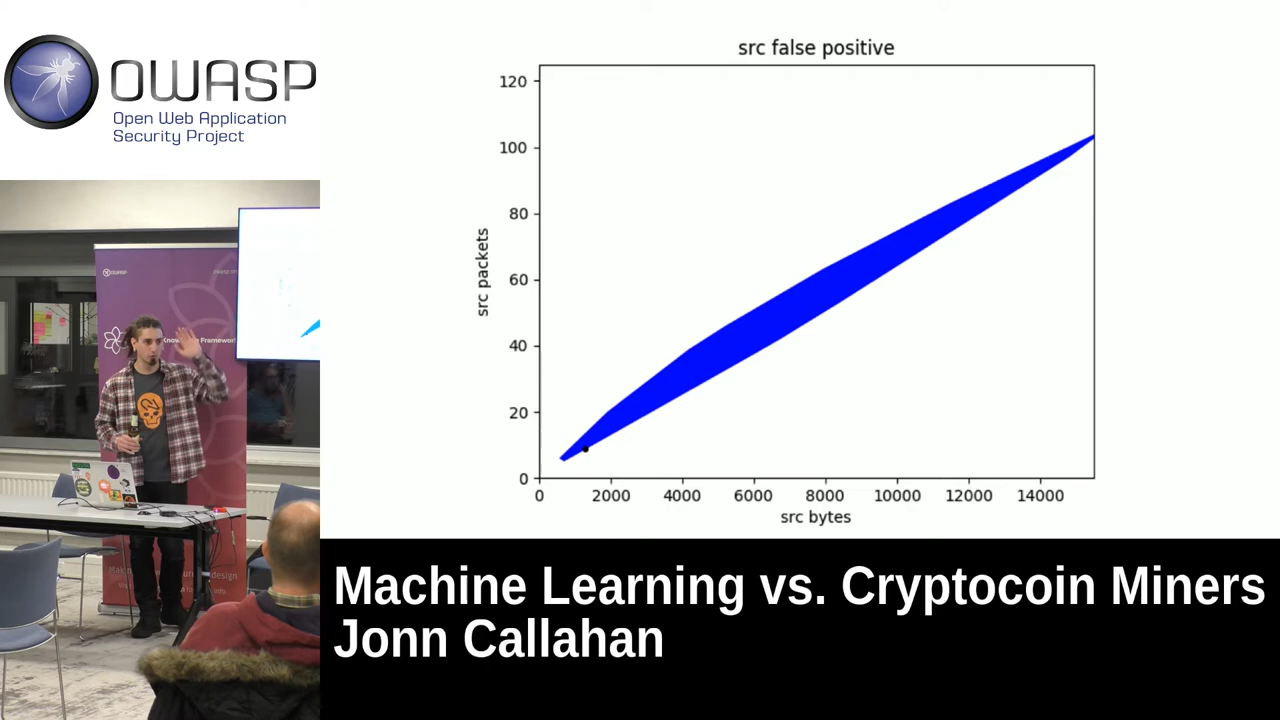 OWASP
Open Web Application
Security Project
src false positive
120
100
80
60
40
20
0
src packets
0 2000 4000 6000 8000 10000 12000 14000
src bytes
OWASP
Machine Learning vs. Cryptocoin Miners
Jonn Callahan